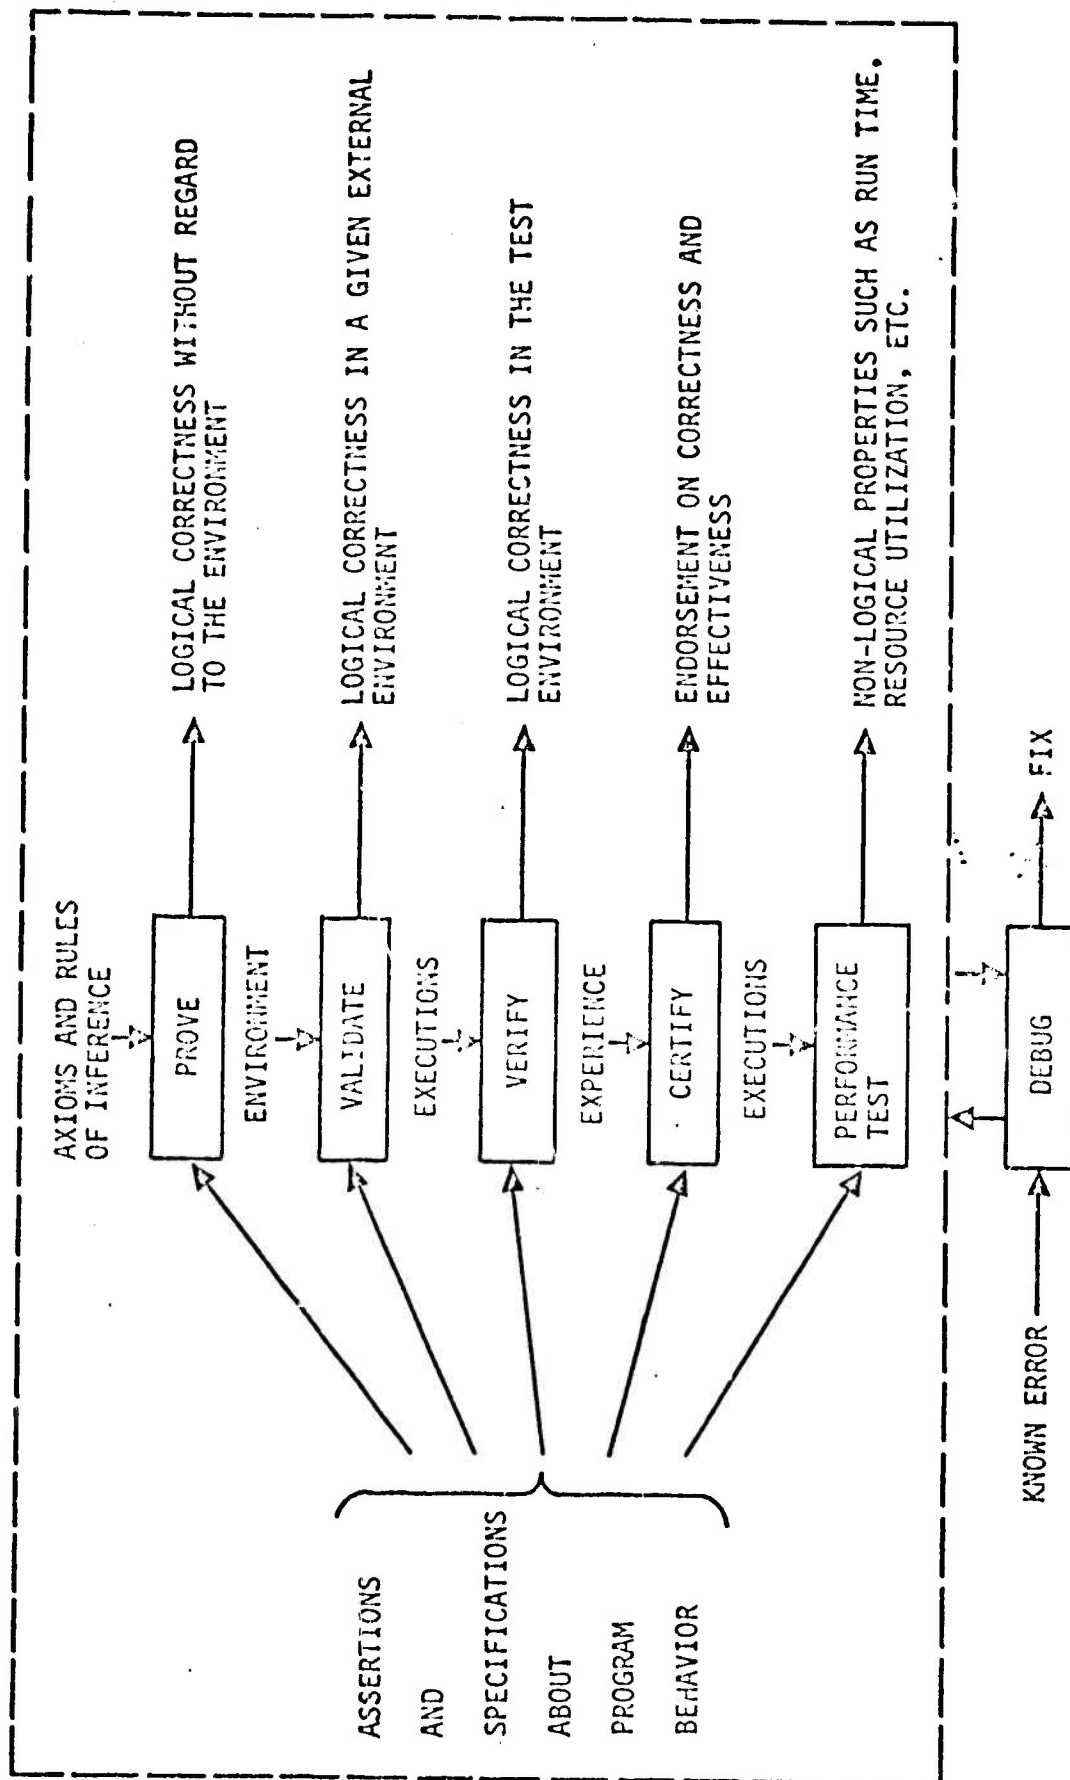 AXIOMS AND RULES
OF INFERENCE
PROVE
LOGICAL CORRECTNESS WITHOUT REGARD
TO THE ENVIRONMENT
ENVIRONMENT
VALIDATE
LOGICAL CORRECTNESS IN A GIVEN EXTERNAL
ENVIRONMENT
ASSERTIONS
AND
SPECIFICATIONS
ABOUT
PROGRAM
BEHAVIOR
EXECUTIONS
VERIFY
LOGICAL CORRECTNESS IN THE TEST
ENVIRONMENT
EXPERIENCE
CERTIFY
ENDORSEMENT ON CORRECTNESS AND
EFFECTIVENESS
EXECUTIONS
PERFORMANCE
TEST
NON-LOGICAL PROPERTIES SUCH AS RUN TIME,
RESOURCE UTILIZATION, ETC.
KNOWN ERROR
DEBUG
FIX